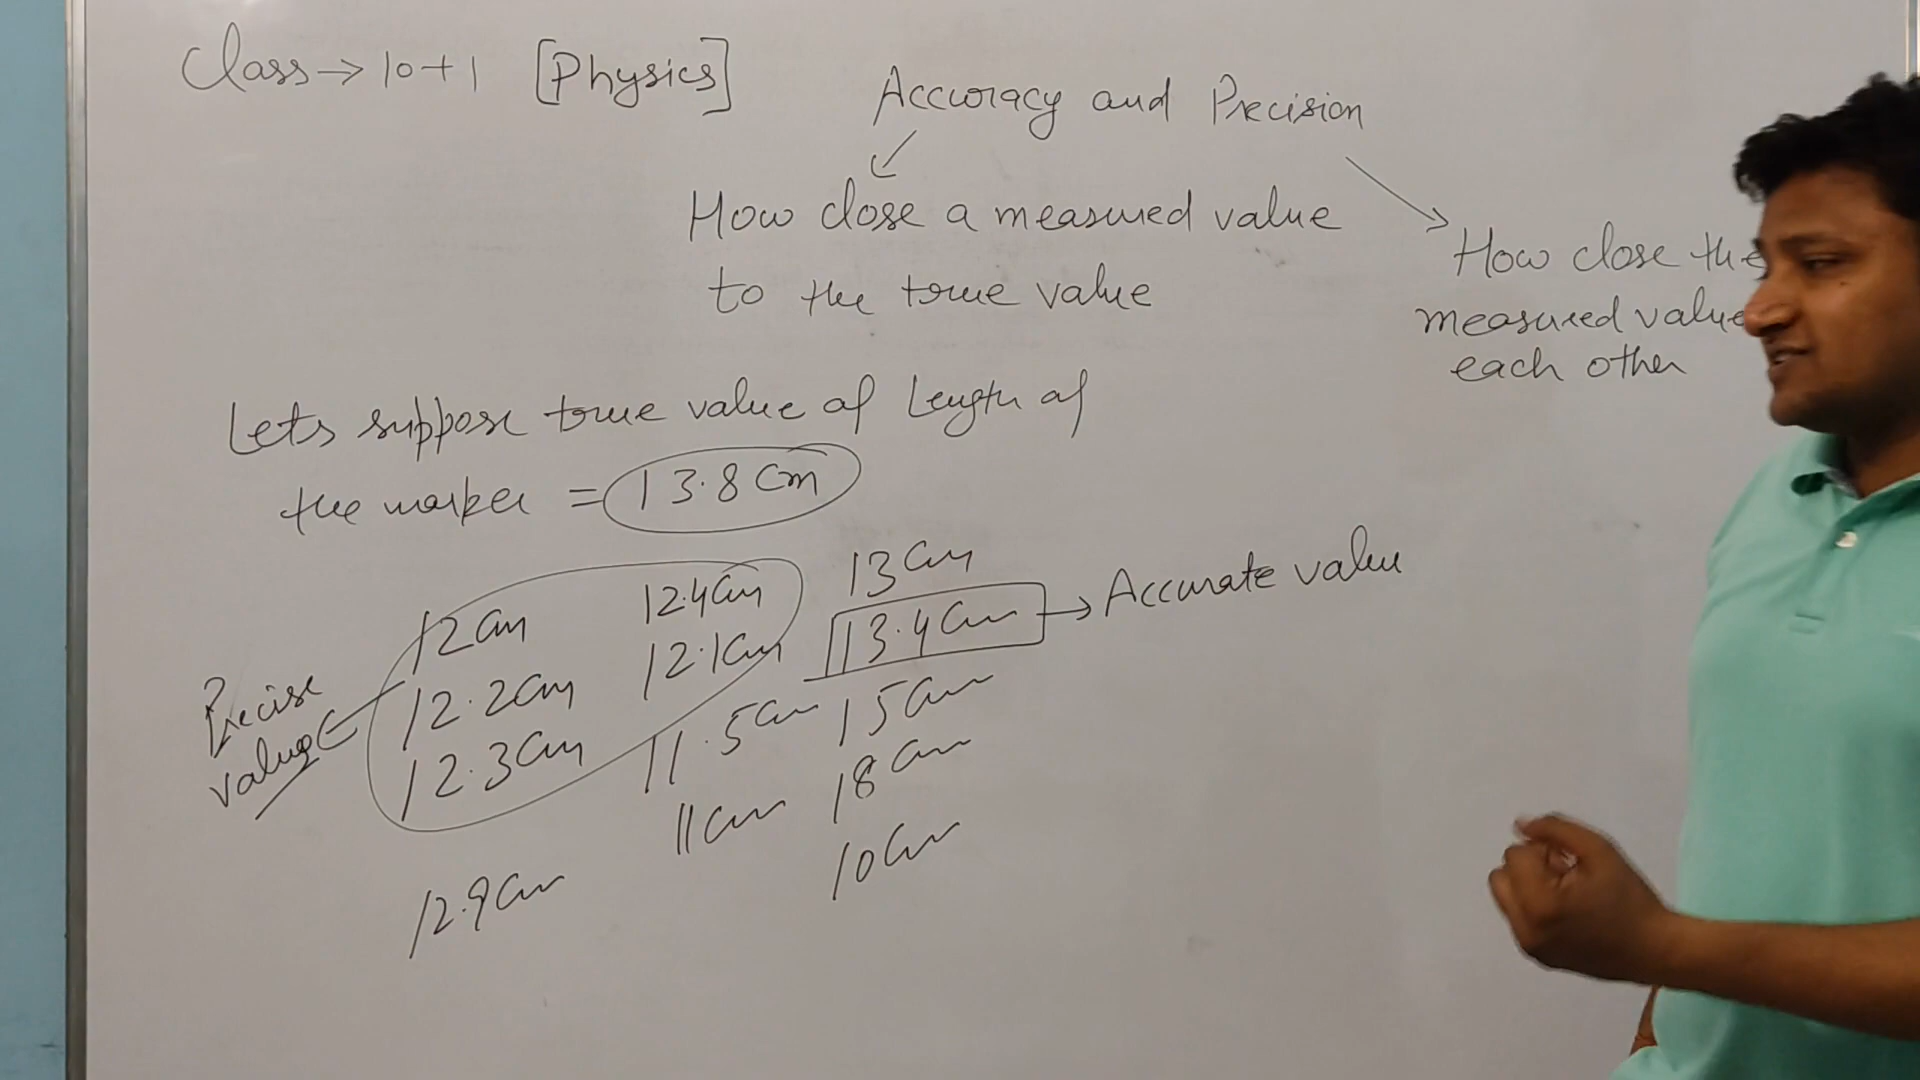 Class → 10+1 [Physics]
Accuracy and Precision
How close a measured value
to the true value
How close the
measured value
each other
Lets suppose true value of Length of
the marker = 13.8 cm
12 cm
12.2 cm
12.3 cm
12.9 cm
12.4 cm
12.1 cm
11.5 cm
11 cm
13 cm
13.4 cm → Accurate value
15 cm
18 cm
10 cm
Precise
value